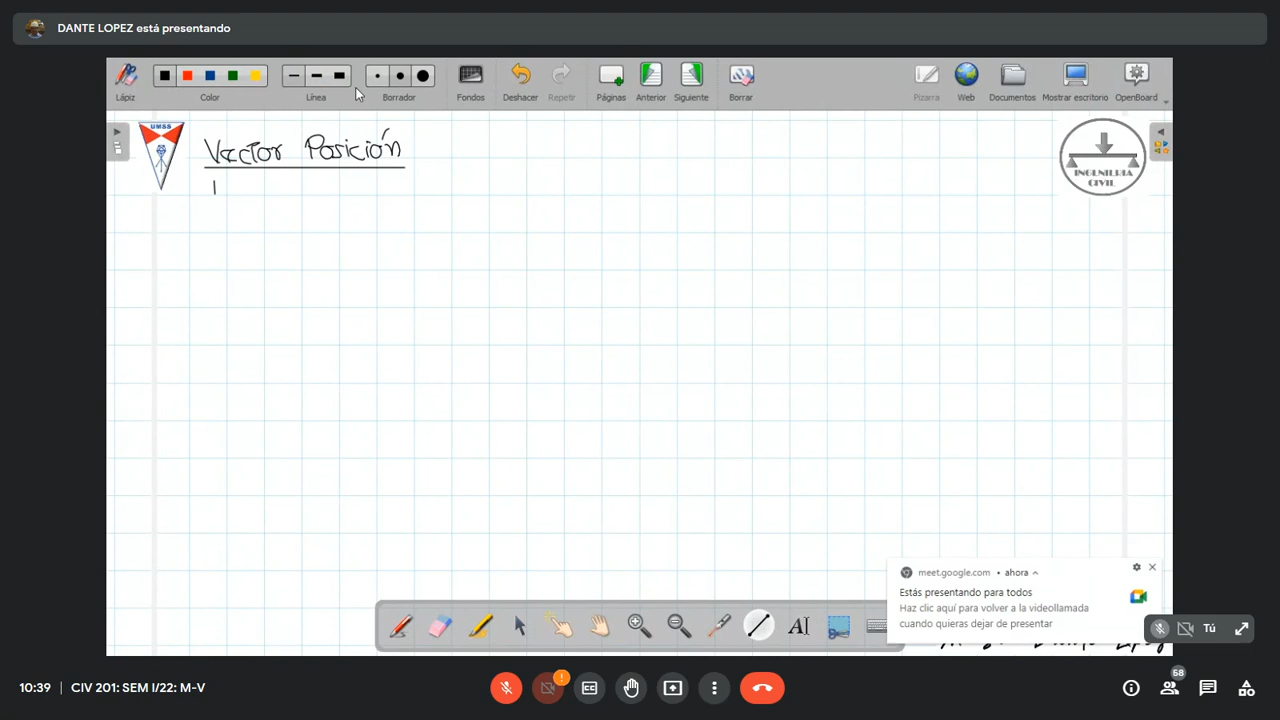 DANTE LOPEZ está presentando
Lápiz
Color
Línea
Borrador
Fondos
Deshacer
Repetir
Páginas
Anterior
Siguiente
Borrar
Pizarra
Web
Documentos
Mostrar escritorio
OpenBoard
UMSS
Vector Posición
INGENIERIA
CIVIL
meet.google.com • ahora
Estás presentando para todos
Haz clic aquí para volver a la videollamada
cuando quieras dejar de presentar
Tú
10:39 | CIV 201: SEM I/22: M-V
58